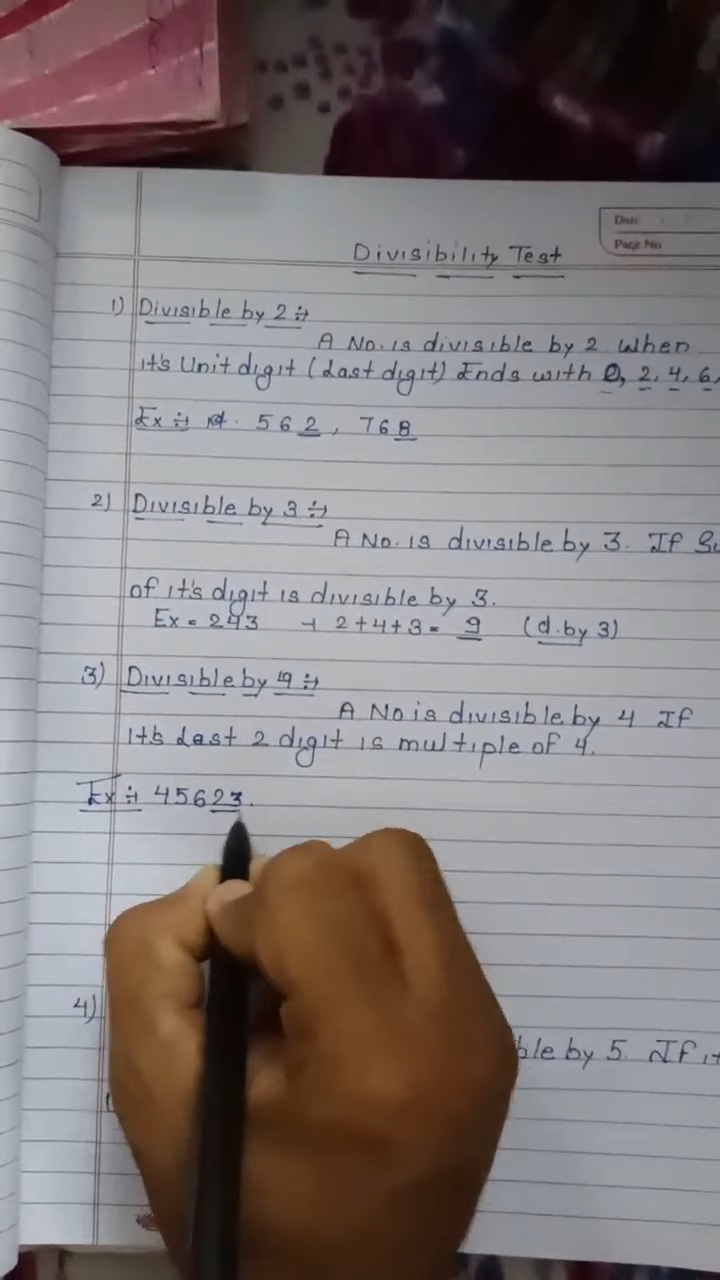 Date
Page No
Divisibility Test
1) Divisible by 2 :-
A No. is divisible by 2 when
it's Unit digit (Last digit) Ends with 0, 2, 4, 6,
Ex :- 562, 768
2) Divisible by 3 :-
A No. is divisible by 3. If Su
of it's digit is divisible by 3.
Ex = 243 → 2+4+3 = 9 (d. by 3)
3) Divisible by 4 :-
A No is divisible by 4 If
it's Last 2 digit is multiple of 4.
Ex :- 45623.
4)
ble by 5. If it